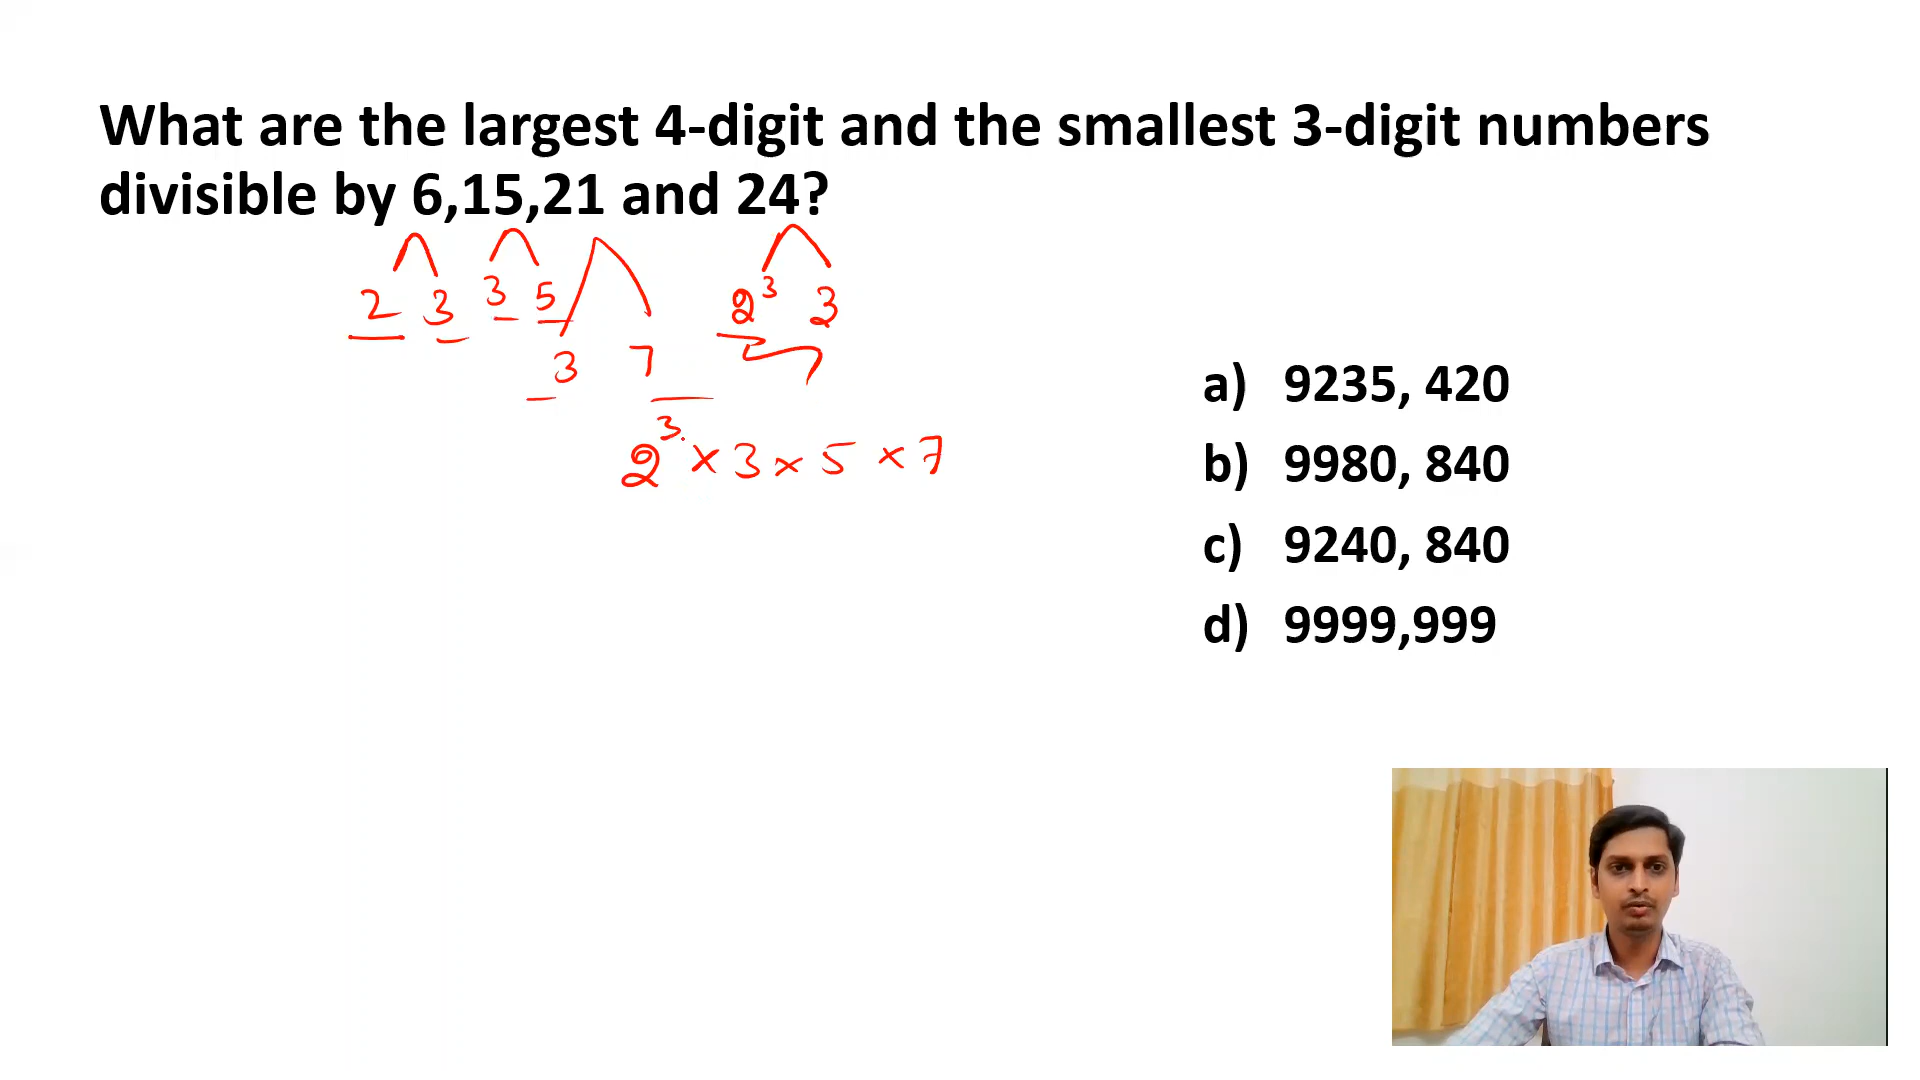 What are the largest 4-digit and the smallest 3-digit numbers
divisible by 6,15,21 and 24?
2 3 3 5 2³ 3
3 7
2³ × 3 × 5 × 7
a) 9235, 420
b) 9980, 840
c) 9240, 840
d) 9999,999